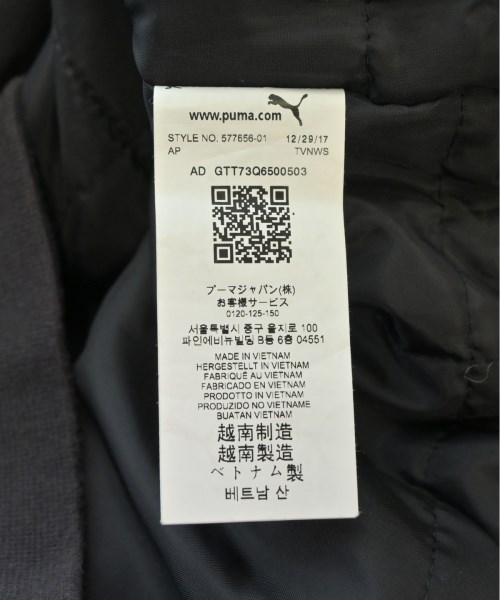 www.puma.com
STYLE NO. 577656-01 12/29/17
AP TVNWS
AD GTT73Q6500503
プーマジャパン(株)
お客様サービス
0120-125-150
서울특별시 중구 을지로 100
파인에비뉴빌딩 B동 6층 04551
MADE IN VIETNAM
HERGESTELLT IN VIETNAM
FABRIQUÉ AU VIETNAM
FABRICADO EN VIETNAM
PRODOTTO IN VIETNAM
PRODUZIDO NO VIETNAME
BUATAN VIETNAM
越南制造
越南製造
ベトナム製
베트남 산